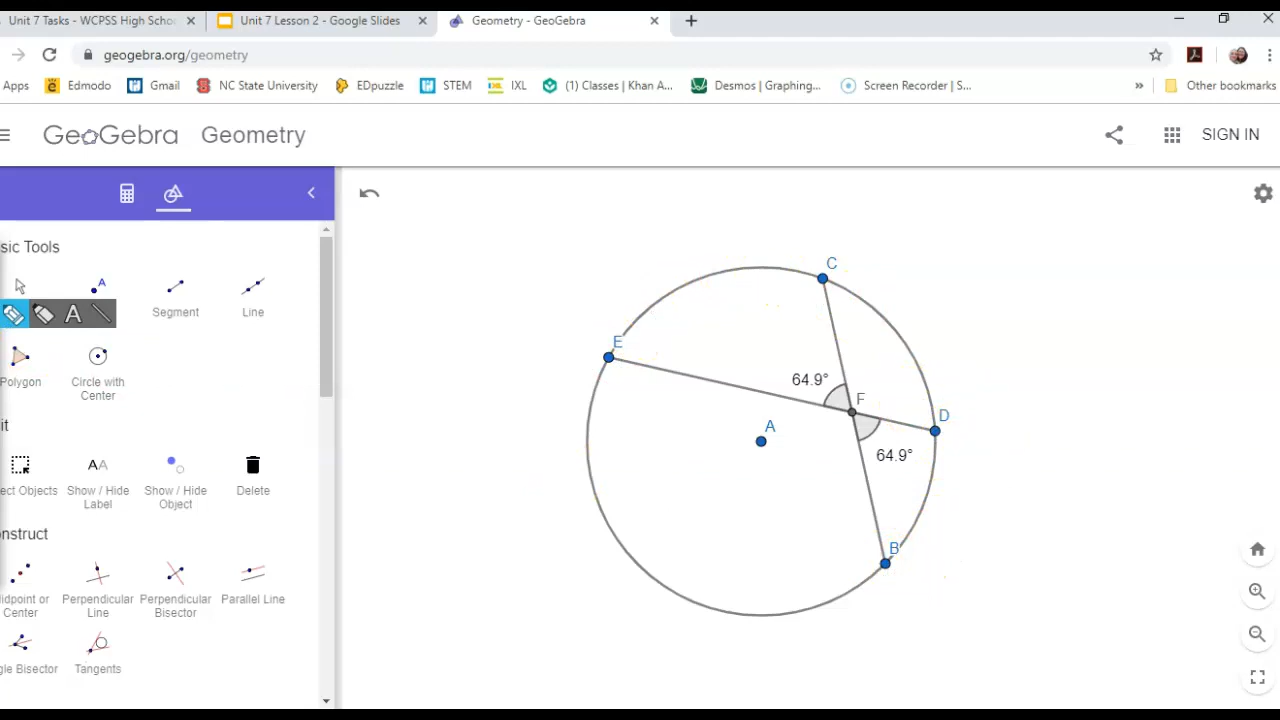 Unit 7 Tasks - WCPSS High Schoo
Unit 7 Lesson 2 - Google Slides
Geometry - GeoGebra
geogebra.org/geometry
Apps
Edmodo
Gmail
NC State University
EDpuzzle
STEM
IXL
(1) Classes | Khan A...
Desmos | Graphing...
Screen Recorder | S...
»
Other bookmarks
GeoGebra Geometry
SIGN IN
sic Tools
A
Segment
Line
A
Polygon
Circle with
Center
it
AA
ect Objects
Show / Hide
Label
Show / Hide
Object
Delete
onstruct
lidpoint or
Center
Perpendicular
Line
Perpendicular
Bisector
Parallel Line
gle Bisector
Tangents
C
E
64.9°
F
D
A
64.9°
B